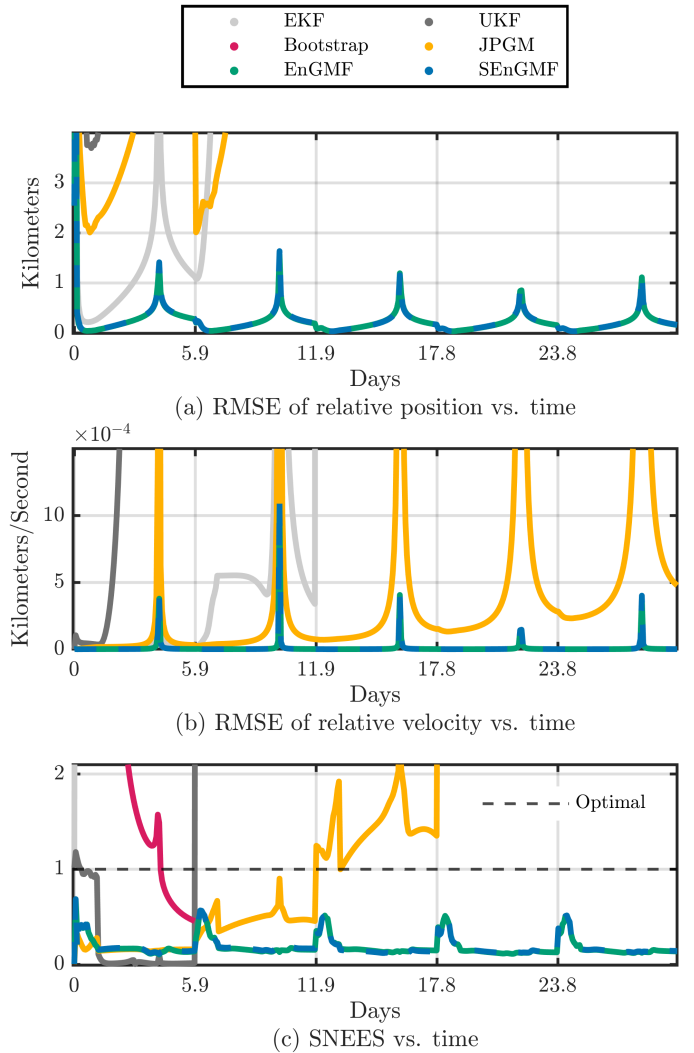 EKF UKF
Bootstrap JPGM
EnGMF SEnGMF
3
2
1
0
Kilometers
0 5.9 11.9 17.8 23.8
Days
(a) RMSE of relative position vs. time
×10⁻⁴
10
5
0
Kilometers/Second
0 5.9 11.9 17.8 23.8
Days
(b) RMSE of relative velocity vs. time
2
Optimal
1
0
0 5.9 11.9 17.8 23.8
Days
(c) SNEES vs. time